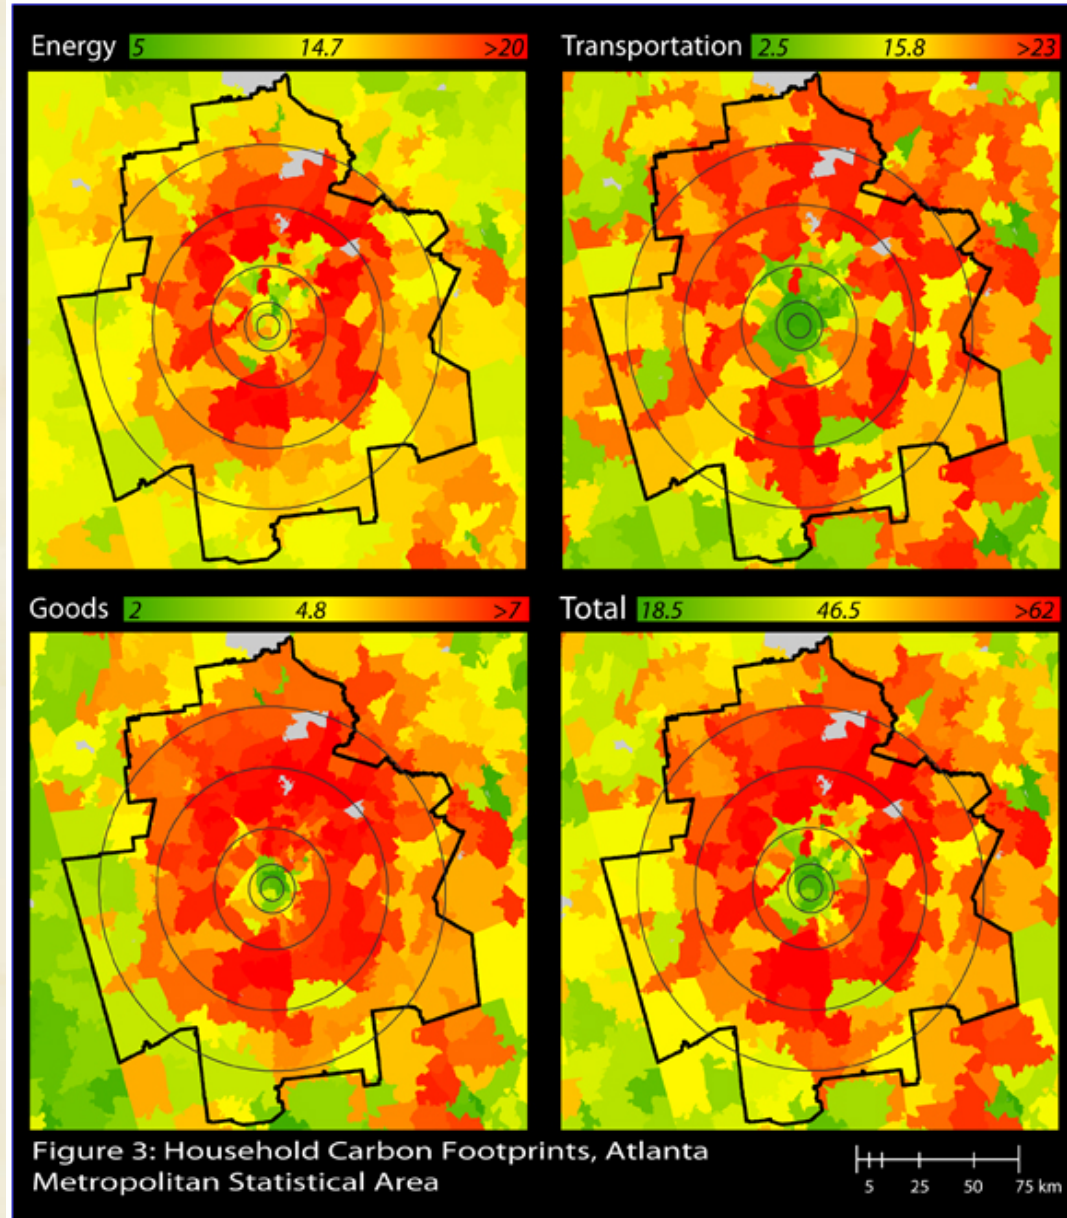 Energy 5 14.7 >20
Transportation 2.5 15.8 >23
Goods 2 4.8 >7
Total 18.5 46.5 >62
Figure 3: Household Carbon Footprints, Atlanta
Metropolitan Statistical Area
5 25 50 75 km